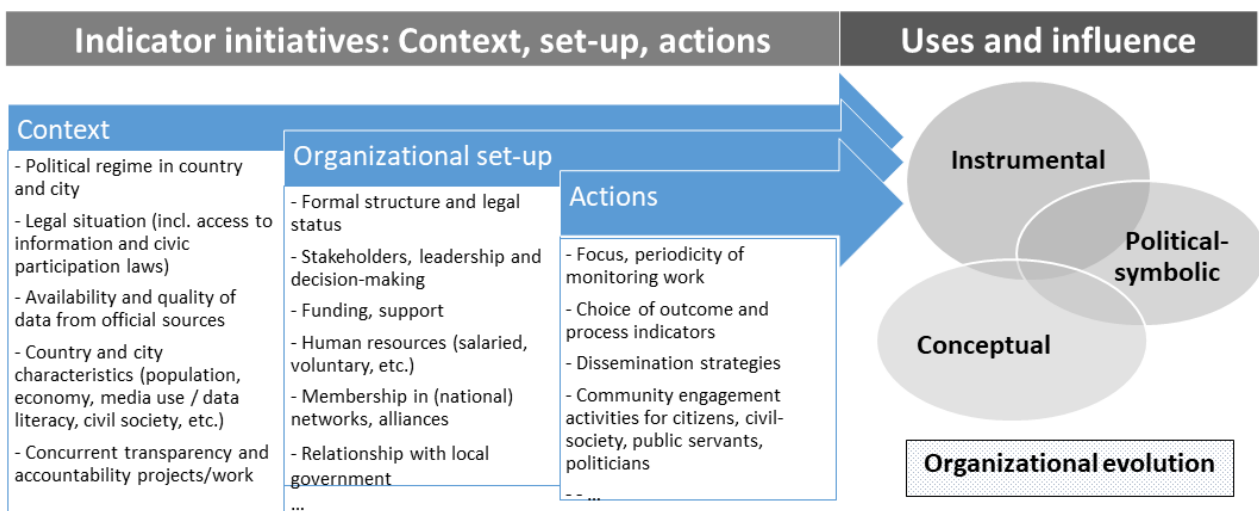 Indicator initiatives: Context, set-up, actions
Uses and influence
Context
- Political regime in country
and city
- Legal situation (incl. access to
information and civic
participation laws)
- Availability and quality of
data from official sources
- Country and city
characteristics (population,
economy, media use / data
literacy, civil society, etc.)
- Concurrent transparency and
accountability projects/work
Organizational set-up
- Formal structure and legal
status
- Stakeholders, leadership and
decision-making
- Funding, support
- Human resources (salaried,
voluntary, etc.)
- Membership in (national)
networks, alliances
- Relationship with local
government
...
Actions
- Focus, periodicity of
monitoring work
- Choice of outcome and
process indicators
- Dissemination strategies
- Community engagement
activities for citizens, civil-
society, public servants,
politicians
- - ...
Instrumental
Political-
symbolic
Conceptual
Organizational evolution